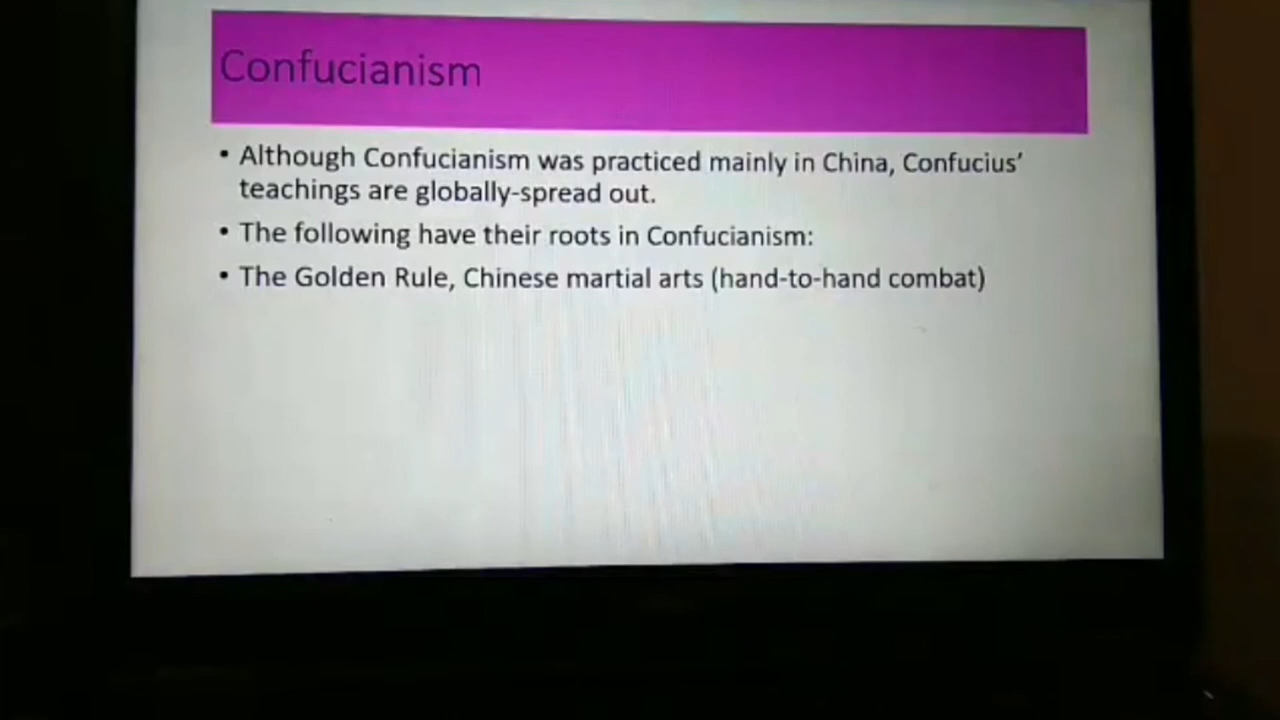 Confucianism
• Although Confucianism was practiced mainly in China, Confucius’
teachings are globally-spread out.
• The following have their roots in Confucianism:
• The Golden Rule, Chinese martial arts (hand-to-hand combat)